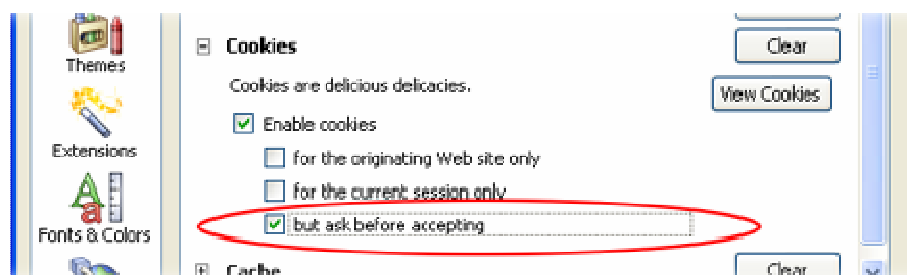 Themes
Extensions
Fonts & Colors
Cookies
Clear
Cookies are delicious delicacies.
View Cookies
Enable cookies
for the originating Web site only
for the current session only
but ask before accepting
Cache
Clear